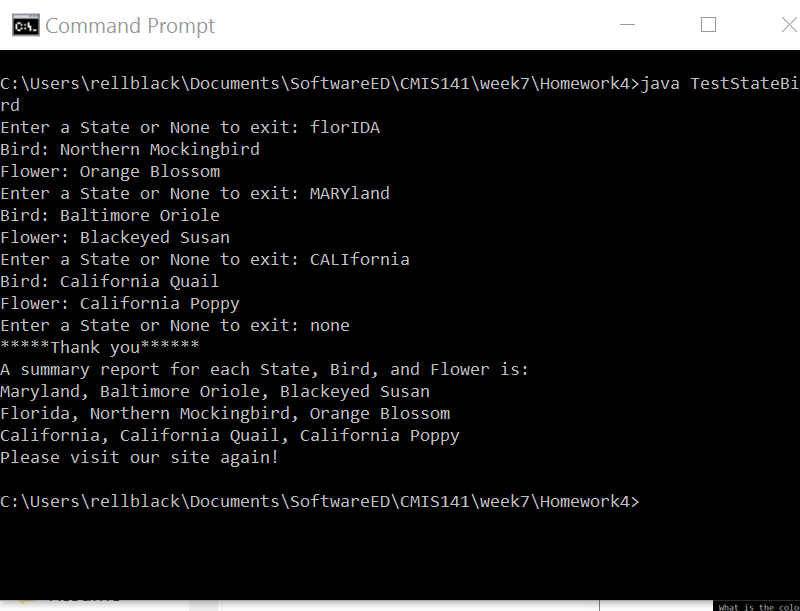 Command Prompt
C:\Users\rellblack\Documents\SoftwareED\CMIS141\week7\Homework4>java TestStateBi
rd
Enter a State or None to exit: florIDA
Bird: Northern Mockingbird
Flower: Orange Blossom
Enter a State or None to exit: MARYland
Bird: Baltimore Oriole
Flower: Blackeyed Susan
Enter a State or None to exit: CALIfornia
Bird: California Quail
Flower: California Poppy
Enter a State or None to exit: none
*****Thank you******
A summary report for each State, Bird, and Flower is:
Maryland, Baltimore Oriole, Blackeyed Susan
Florida, Northern Mockingbird, Orange Blossom
California, California Quail, California Poppy
Please visit our site again!
C:\Users\rellblack\Documents\SoftwareED\CMIS141\week7\Homework4>
What is the colo